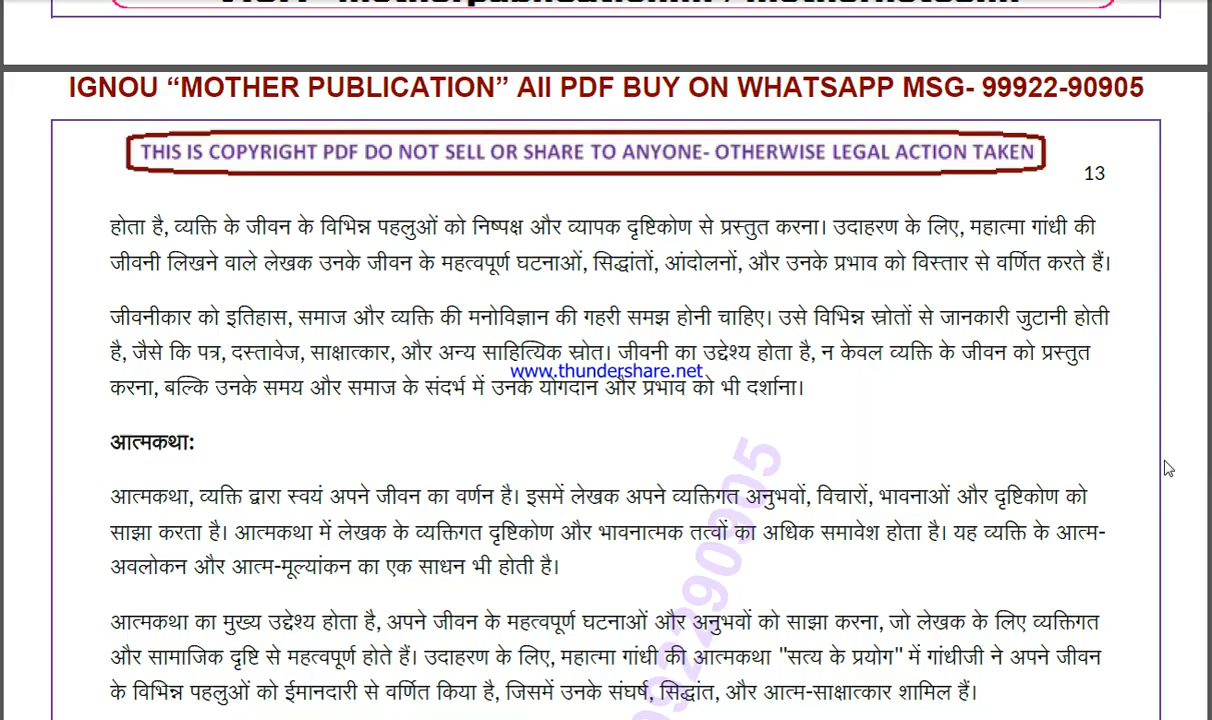 IGNOU “MOTHER PUBLICATION” All PDF BUY ON WHATSAPP MSG- 99922-90905
THIS IS COPYRIGHT PDF DO NOT SELL OR SHARE TO ANYONE- OTHERWISE LEGAL ACTION TAKEN
13
होता है, व्यक्ति के जीवन के विभिन्न पहलुओं को निष्पक्ष और व्यापक दृष्टिकोण से प्रस्तुत करना। उदाहरण के लिए, महात्मा गांधी की
जीवनी लिखने वाले लेखक उनके जीवन के महत्वपूर्ण घटनाओं, सिद्धांतों, आंदोलनों, और उनके प्रभाव को विस्तार से वर्णित करते हैं।
जीवनीकार को इतिहास, समाज और व्यक्ति की मनोविज्ञान की गहरी समझ होनी चाहिए। उसे विभिन्न स्रोतों से जानकारी जुटानी होती
है, जैसे कि पत्र, दस्तावेज, साक्षात्कार, और अन्य साहित्यिक स्रोत। जीवनी का उद्देश्य होता है, न केवल व्यक्ति के जीवन को प्रस्तुत
www.thundershare.net
करना, बल्कि उनके समय और समाज के संदर्भ में उनके योगदान और प्रभाव को भी दर्शाना।
आत्मकथा:
आत्मकथा, व्यक्ति द्वारा स्वयं अपने जीवन का वर्णन है। इसमें लेखक अपने व्यक्तिगत अनुभवों, विचारों, भावनाओं और दृष्टिकोण को
साझा करता है। आत्मकथा में लेखक के व्यक्तिगत दृष्टिकोण और भावनात्मक तत्वों का अधिक समावेश होता है। यह व्यक्ति के आत्म-
अवलोकन और आत्म-मूल्यांकन का एक साधन भी होती है।
आत्मकथा का मुख्य उद्देश्य होता है, अपने जीवन के महत्वपूर्ण घटनाओं और अनुभवों को साझा करना, जो लेखक के लिए व्यक्तिगत
और सामाजिक दृष्टि से महत्वपूर्ण होते हैं। उदाहरण के लिए, महात्मा गांधी की आत्मकथा "सत्य के प्रयोग" में गांधीजी ने अपने जीवन
के विभिन्न पहलुओं को ईमानदारी से वर्णित किया है, जिसमें उनके संघर्ष, सिद्धांत, और आत्म-साक्षात्कार शामिल हैं।